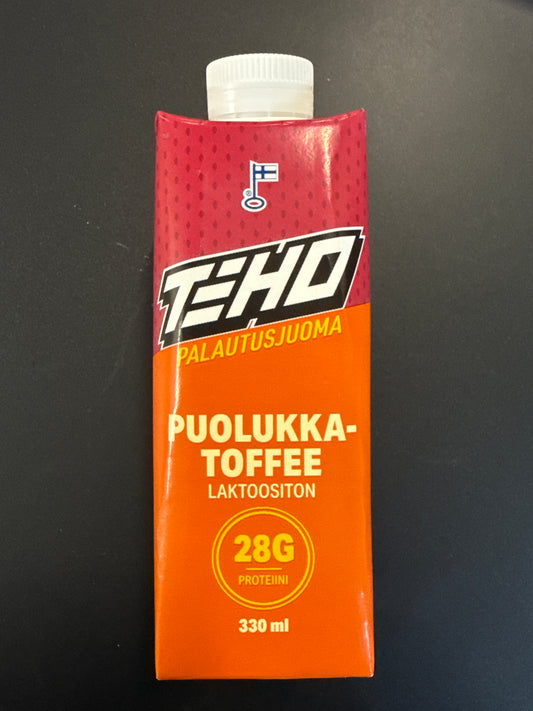 ®
TEHO
PALAUTUSJUOMA
PUOLUKKA-
TOFFEE
LAKTOOSITON
28G
PROTEIINI
330 ml